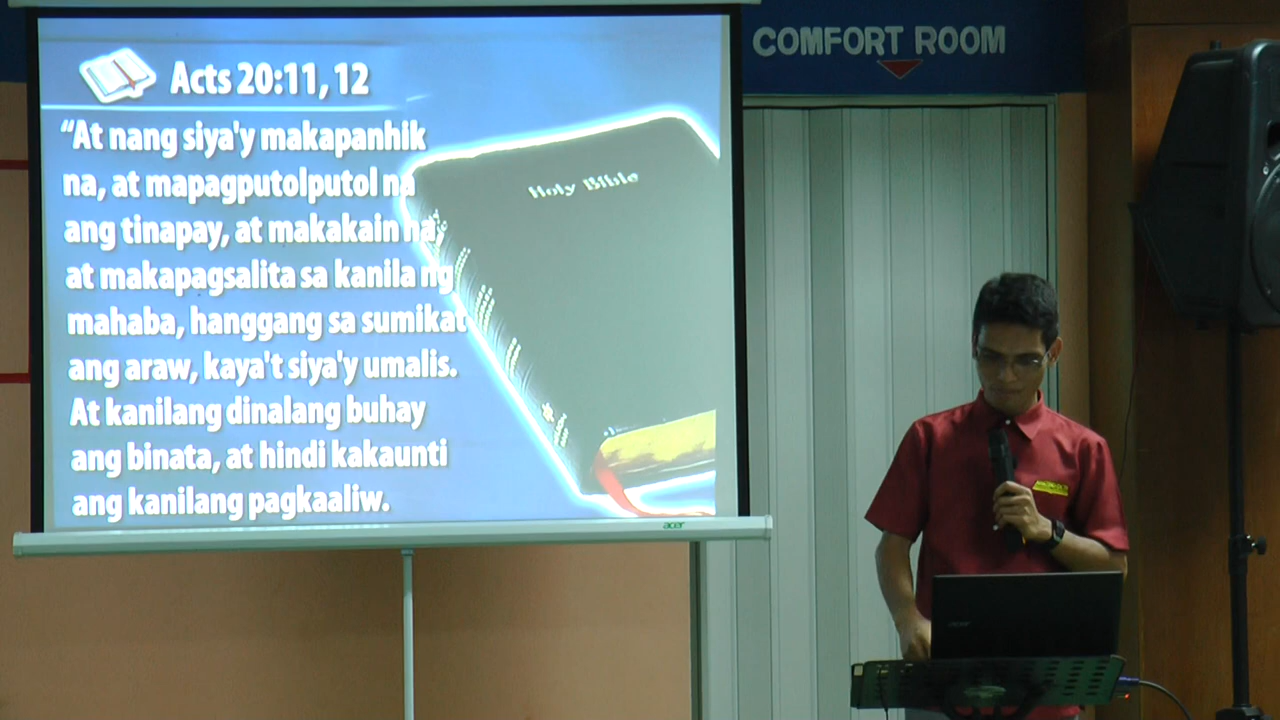 COMFORT ROOM
Acts 20:11, 12
“At nang siya'y makapanhik
na, at mapagputolputol na
ang tinapay, at makakain na,
at makapagsalita sa kanila ng
mahaba, hanggang sa sumikat
ang araw, kaya't siya'y umalis.
At kanilang dinalang buhay
ang binata, at hindi kakaunti
ang kanilang pagkaaliw.
Holy Bible
acer
acer